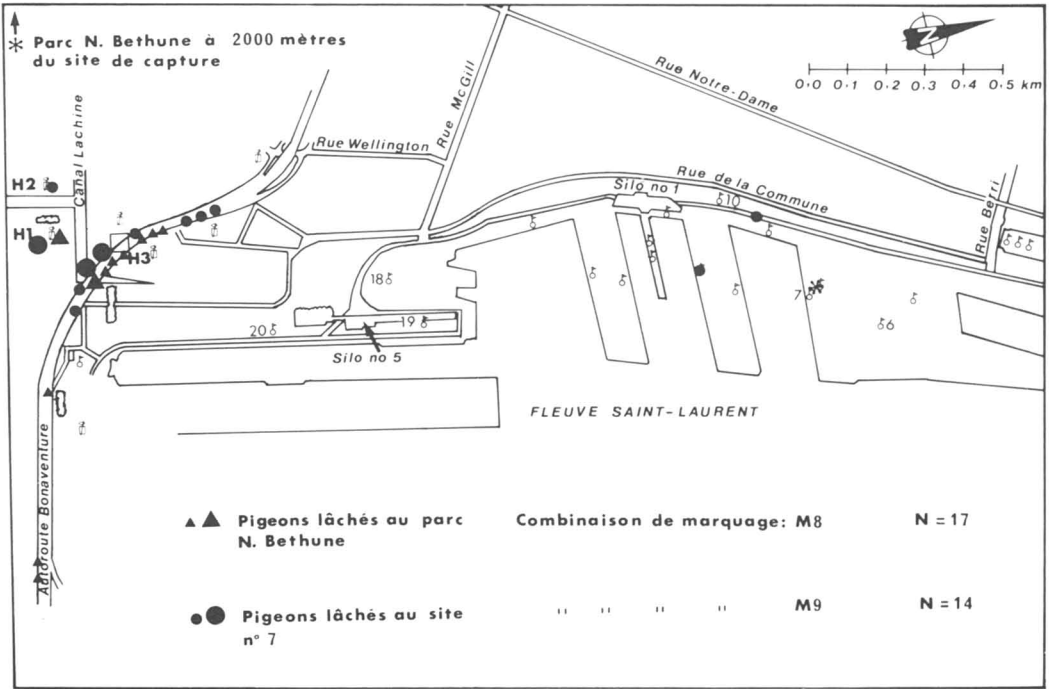 * Parc N. Bethune à 2000 mètres
du site de capture
N
0,0 0,1 0,2 0,3 0,4 0,5 km
Rue Notre-Dame
Rue McGill
Rue Wellington
Canal Lachine
Rue de la Commune
Silo no 1
10
Rue Berri
H2
H1
H3
18
7
6
20
19
Silo no 5
FLEUVE SAINT-LAURENT
Autoroute Bonaventure
Pigeons lâchés au parc Combinaison de marquage: M8 N = 17
N. Bethune
Pigeons lâchés au site " " " " M9 N = 14
n° 7